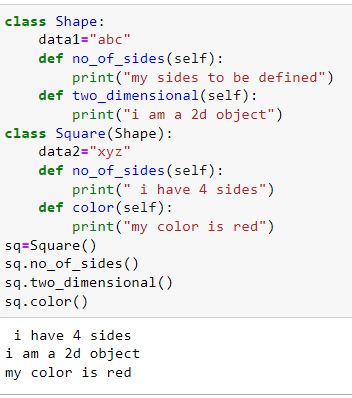 class Shape:
    data1="abc"
    def no_of_sides(self):
        print("my sides to be defined")
    def two_dimensional(self):
        print("i am a 2d object")
class Square(Shape):
    data2="xyz"
    def no_of_sides(self):
        print(" i have 4 sides")
    def color(self):
        print("my color is red")
sq=Square()
sq.no_of_sides()
sq.two_dimensional()
sq.color()
 i have 4 sides
i am a 2d object
my color is red